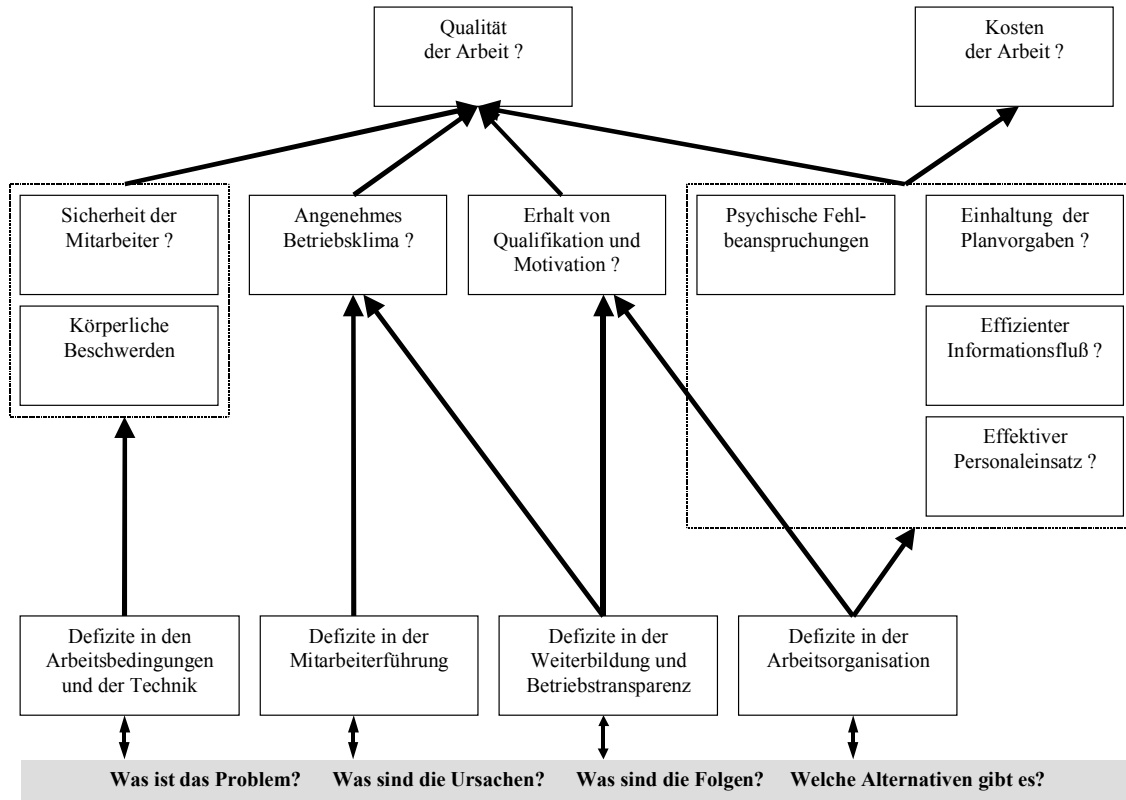 Qualität
der Arbeit ?
Kosten
der Arbeit ?
Sicherheit der
Mitarbeiter ?
Angenehmes
Betriebsklima ?
Erhalt von
Qualifikation und
Motivation ?
Psychische Fehl-
beanspruchungen
Einhaltung der
Planvorgaben ?
Körperliche
Beschwerden
Effizienter
Informationsfluß ?
Effektiver
Personaleinsatz ?
Defizite in den
Arbeitsbedingungen
und der Technik
Defizite in der
Mitarbeiterführung
Defizite in der
Weiterbildung und
Betriebstransparenz
Defizite in der
Arbeitsorganisation
Was ist das Problem? Was sind die Ursachen? Was sind die Folgen? Welche Alternativen gibt es?